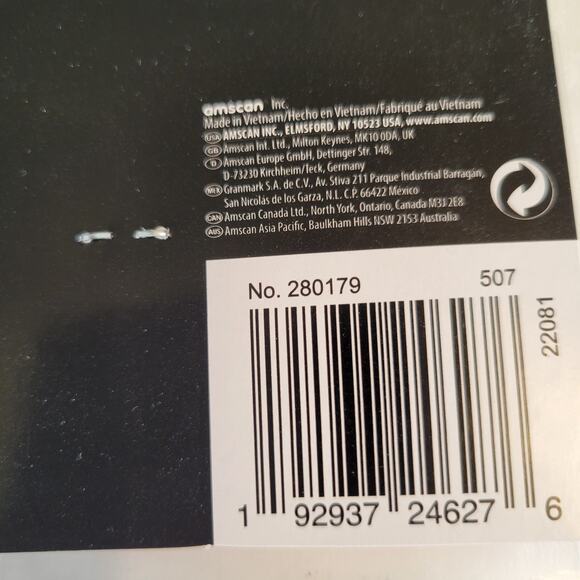 amscan Inc.
Made in Vietnam/Hecho en Vietnam/Fabriqué au Vietnam
USA AMSCAN INC., ELMSFORD, NY 10523 USA, www.amscan.com
GB Amscan Int. Ltd., Milton Keynes, MK10 0DA, UK
D Amscan Europe GmbH, Dettinger Str. 148,
D-73230 Kirchheim/Teck, Germany
MEX Granmark S.A. de C.V., Av. Stiva 211 Parque Industrial Barragán,
San Nicolás de los Garza, N.L. C.P. 66422 México
CAN Amscan Canada Ltd., North York, Ontario, Canada M3J 2E8
AUS Amscan Asia Pacific, Baulkham Hills NSW 2153 Australia
No. 280179
507
22081
1 92937 24627 6